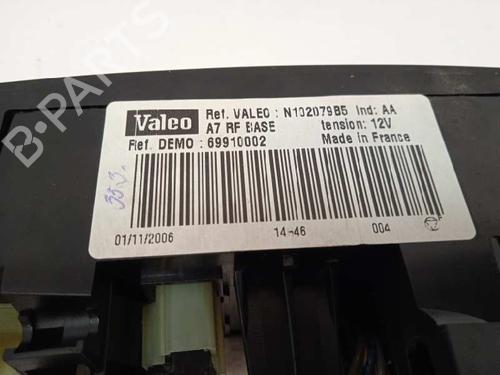 B-PARTS
Valeo
Ref. VALEO : N102079B5 Ind: AA
A7 RF BASE tension: 12V
Ref. DEMO : 69910002 Made in France
333.
01/11/2006 14-46 004